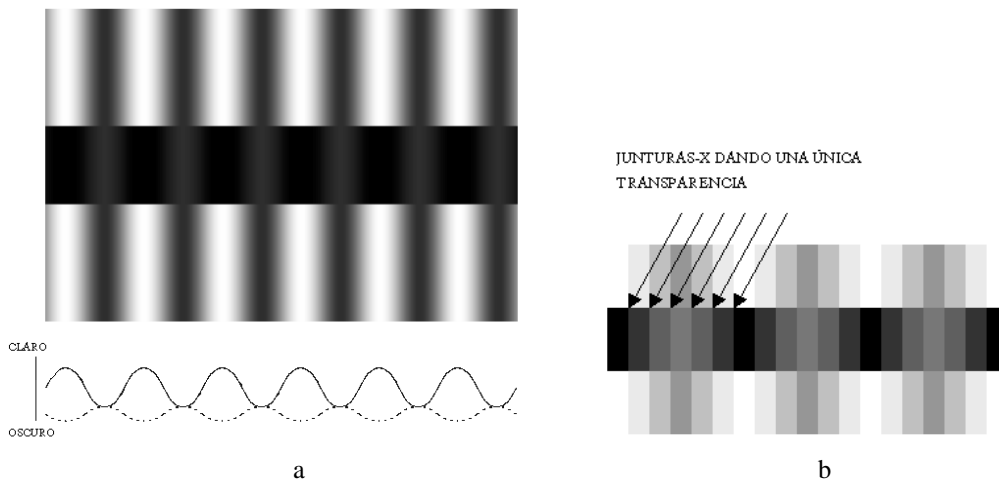 JUNTURAS-X DANDO UNA ÚNICA
TRANSPARENCIA
CLARO
OSCURO
a
b